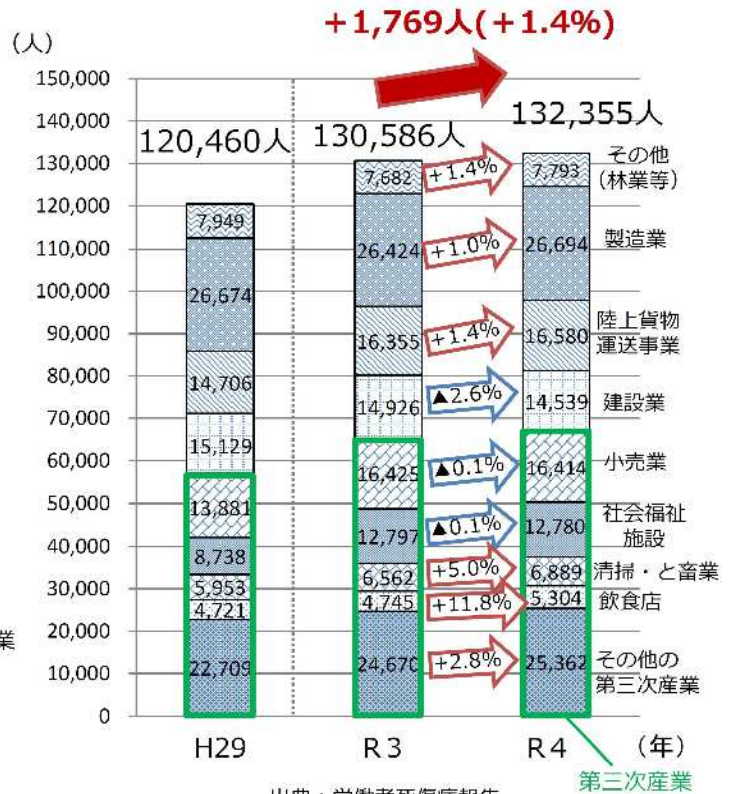 +1,769人(+1.4%)
(人)
150,000
140,000
130,000
120,000
110,000
100,000
90,000
80,000
70,000
60,000
50,000
40,000
30,000
20,000
10,000
0
120,460人
130,586人
132,355人
7,949
26,674
14,706
15,129
13,881
8,738
5,953
4,721
22,709
7,682
26,424
16,355
14,926
16,425
12,797
6,562
4,745
24,670
+1.4%
+1.0%
+1.4%
▲2.6%
▲0.1%
▲0.1%
+5.0%
+11.8%
+2.8%
7,793
26,694
16,580
14,539
16,414
12,780
6,889
5,304
25,362
その他
(林業等)
製造業
陸上貨物
運送事業
建設業
小売業
社会福祉
施設
清掃・と畜業
飲食店
その他の
第三次産業
業
H29
R3
R4
(年)
第三次産業